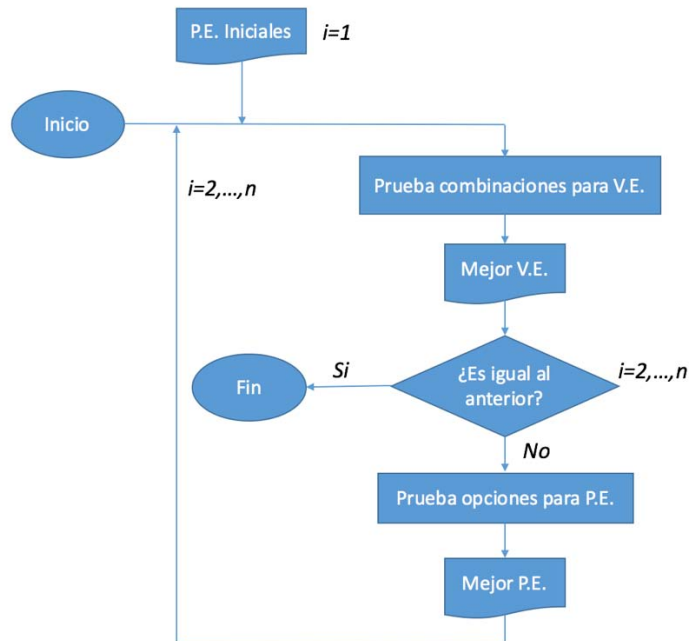 P.E. Iniciales
i=1
Inicio
i=2,...,n
Prueba combinaciones para V.E.
Mejor V.E.
¿Es igual al
anterior?
i=2,...,n
Si
Fin
No
Prueba opciones para P.E.
Mejor P.E.